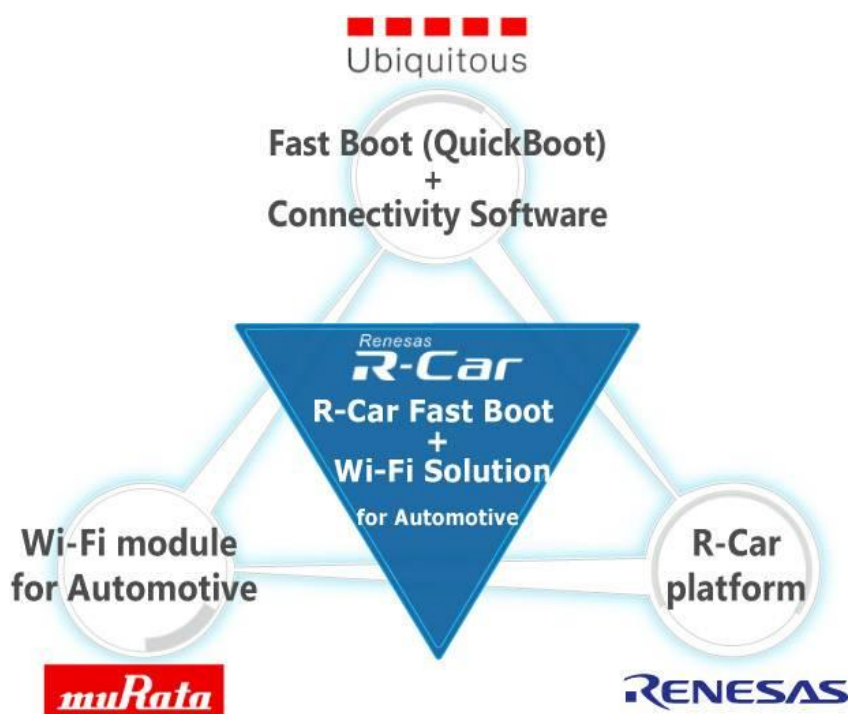 Ubiquitous
Fast Boot (QuickBoot)
+
Connectivity Software
Renesas
R-Car
R-Car Fast Boot
+
Wi-Fi Solution
for Automotive
Wi-Fi module
for Automotive
R-Car
platform
muRata
RENESAS